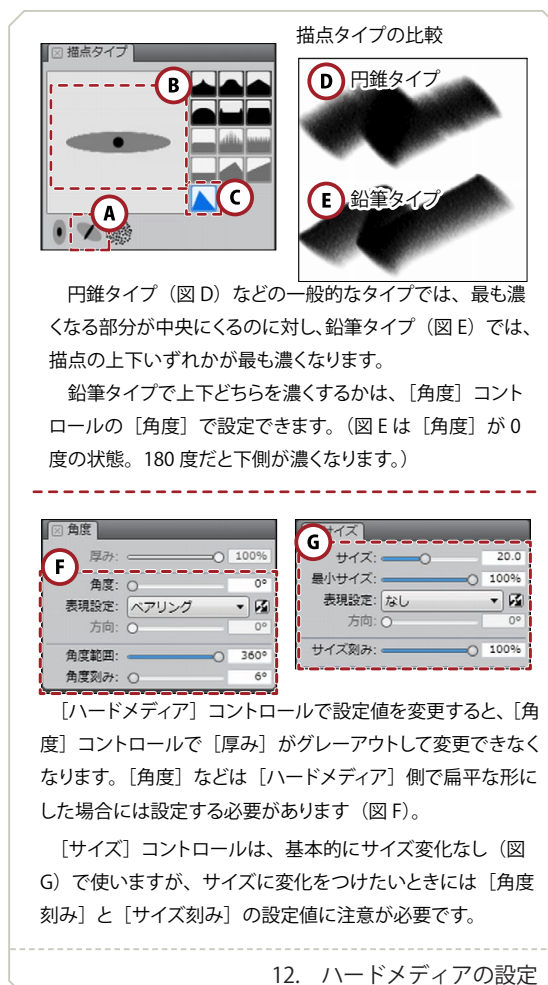 描点タイプの比較
描点タイプ
B
C
A
D 円錐タイプ
E 鉛筆タイプ
　円錐タイプ（図 D）などの一般的なタイプでは、最も濃
くなる部分が中央にくるのに対し、鉛筆タイプ（図 E）では、
描点の上下いずれかが最も濃くなります。
　鉛筆タイプで上下どちらを濃くするかは、［角度］コント
ロールの［角度］で設定できます。（図 E は［角度］が 0
度の状態。180 度だと下側が濃くなります。）
角度
厚み: 100%
F
角度: 0°
表現設定: ベアリング
方向: 0°
角度範囲: 360°
角度刻み: 6°
G
イズ
サイズ: 20.0
最小サイズ: 100%
表現設定: なし
方向: 0°
サイズ刻み: 100%
　［ハードメディア］コントロールで設定値を変更すると、［角
度］コントロールで［厚み］がグレーアウトして変更できなく
なります。［角度］などは［ハードメディア］側で扁平な形に
した場合には設定する必要があります（図 F）。
　［サイズ］コントロールは、基本的にサイズ変化なし（図
G）で使いますが、サイズに変化をつけたいときには［角度
刻み］と［サイズ刻み］の設定値に注意が必要です。
12.　ハードメディアの設定